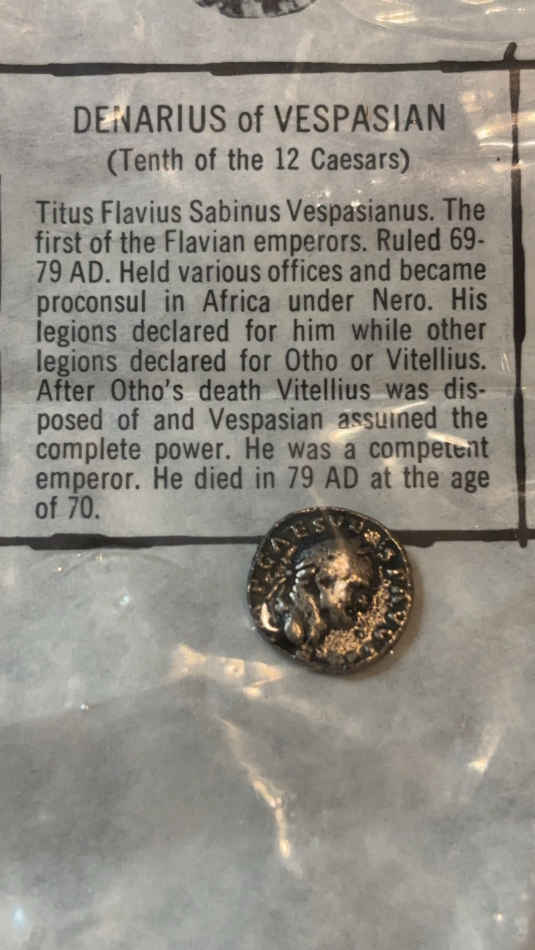 DENARIUS of VESPASIAN
(Tenth of the 12 Caesars)
Titus Flavius Sabinus Vespasianus. The
first of the Flavian emperors. Ruled 69-
79 AD. Held various offices and became
proconsul in Africa under Nero. His
legions declared for him while other
legions declared for Otho or Vitellius.
After Otho's death Vitellius was dis-
posed of and Vespasian assumed the
complete power. He was a competent
emperor. He died in 79 AD at the age
of 70.